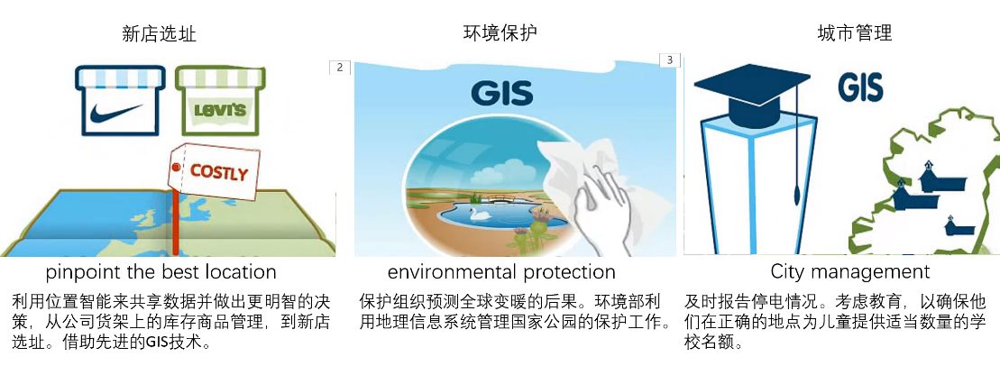 新店选址
LEVI'S
COSTLY
pinpoint the best location
利用位置智能来共享数据并做出更明智的决
策，从公司货架上的库存商品管理，到新店
选址。借助先进的GIS技术。
2
环境保护
GIS
environmental protection
保护组织预测全球变暖的后果。环境部利
用地理信息系统管理国家公园的保护工作。
3
城市管理
GIS
City management
及时报告停电情况。考虑教育，以确保他
们在正确的地点为儿童提供适当数量的学
校名额。